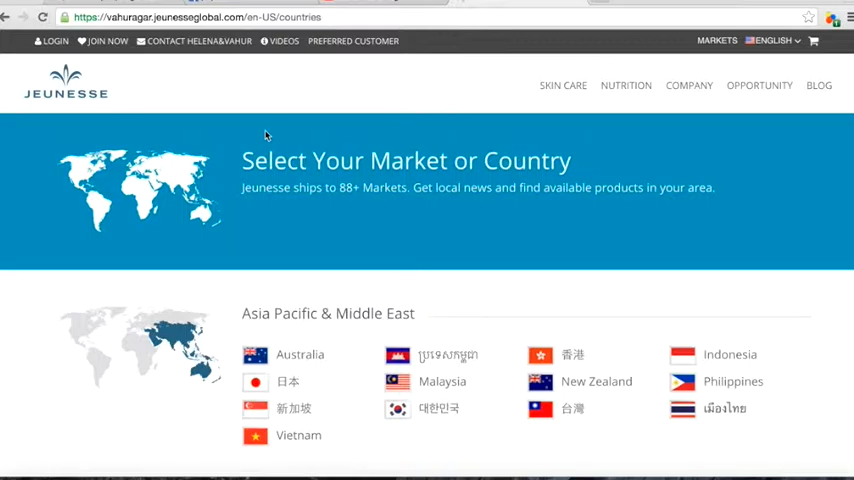 https://vahuragar.jeunesseglobal.com/en-US/countries
LOGIN JOIN NOW CONTACT HELENA&VAHUR VIDEOS PREFERRED CUSTOMER MARKETS ENGLISH
JEUNESSE SKIN CARE NUTRITION COMPANY OPPORTUNITY BLOG
Select Your Market or Country
Jeunesse ships to 88+ Markets. Get local news and find available products in your area.
Asia Pacific & Middle East
Australia ប្រទេសកម្ពុជា 香港 Indonesia
日本 Malaysia New Zealand Philippines
新加坡 대한민국 台灣 เมืองไทย
Vietnam